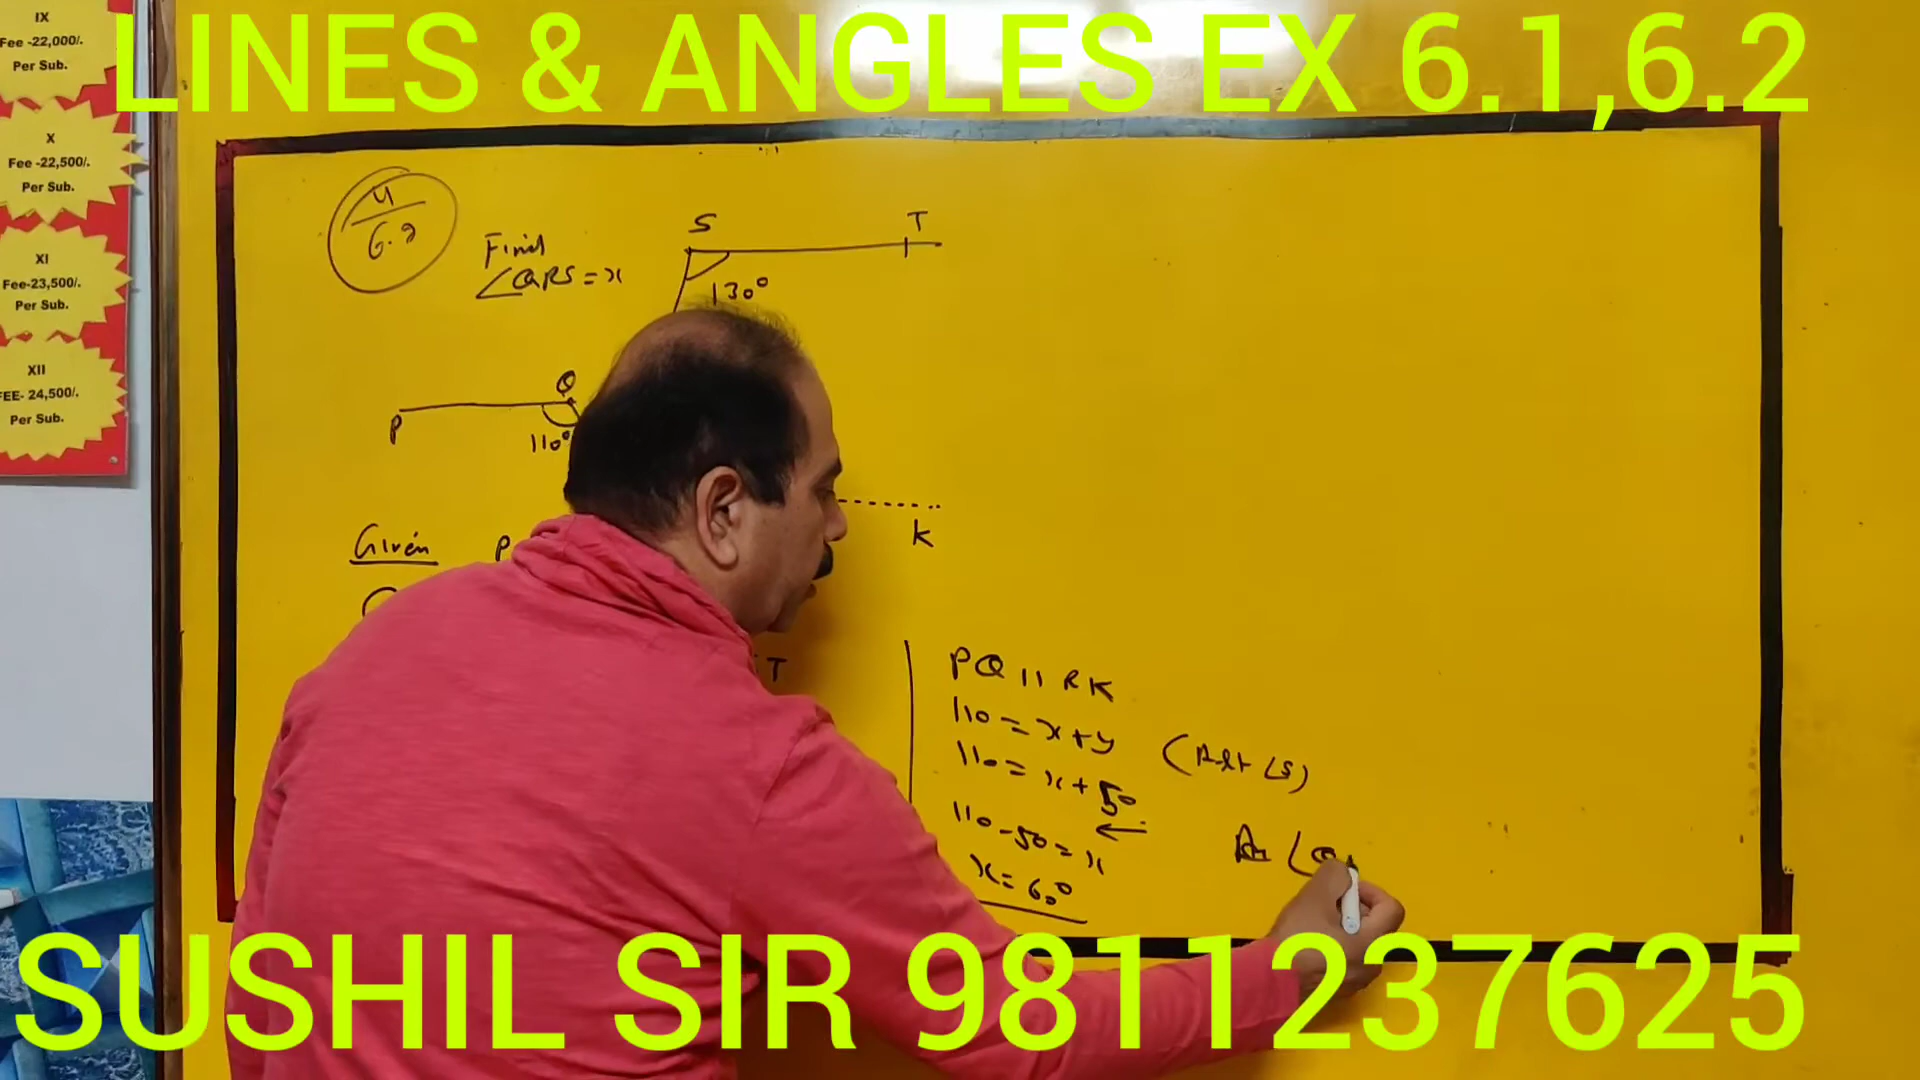 LINES & ANGLES EX 6.1,6.2
IX
Fee -22,000/.
Per Sub.
X
Fee -22,500/.
Per Sub.
XI
Fee-23,500/.
Per Sub.
XII
FEE- 24,500/.
Per Sub.
4
6.2
Find
∠QRS = x
S
T
130°
Q
P
110°
K
Given
P
T
PQ || RK
110 = x + y (Alt ∠s)
110 = x + 50
110 - 50 = x
x = 60°
∠Q
SUSHIL SIR 9811237625